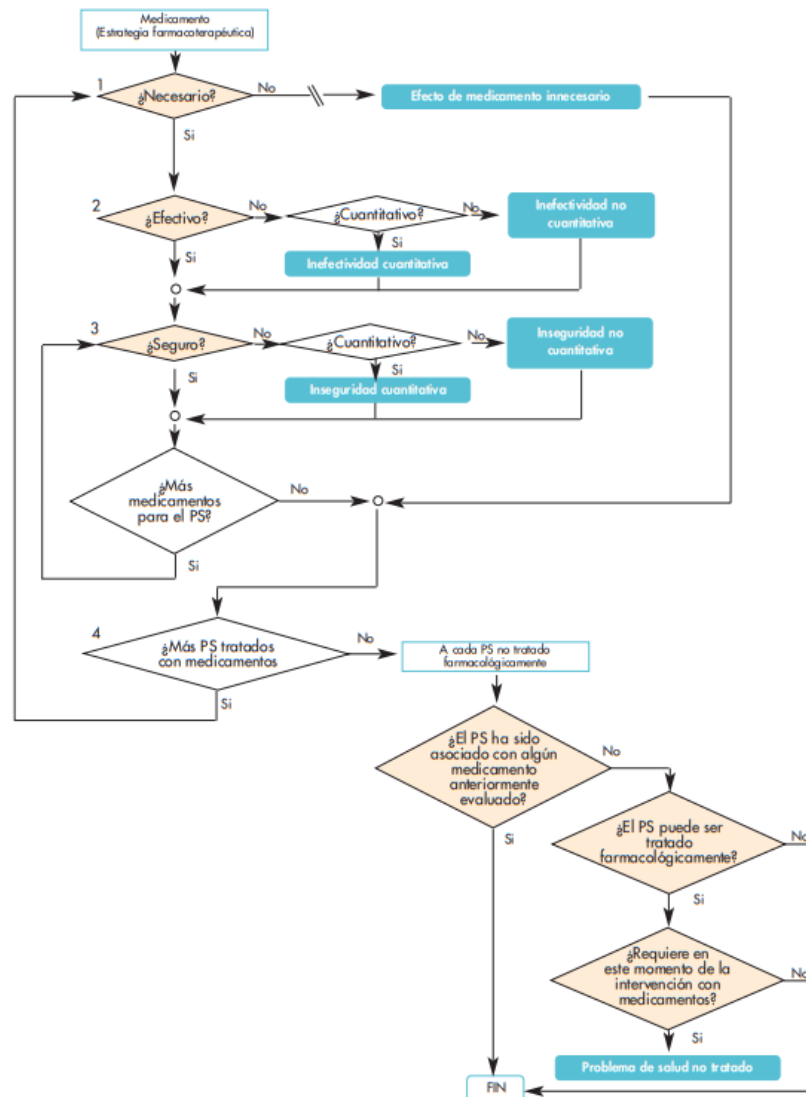 Medicamento
(Estrategia farmacoterapéutica)
1
¿Necesario?
No
Efecto de medicamento innecesario
Si
2
¿Efectivo?
No
¿Cuantitativo?
No
Inefectividad no
cuantitativa
Si
Si
Inefectividad cuantitativa
3
¿Seguro?
No
¿Cuantitativo?
No
Inseguridad no
cuantitativa
Si
Si
Inseguridad cuantitativa
¿Más
medicamentos
para el PS?
No
Si
4
¿Más PS tratados
con medicamentos
No
A cada PS no tratado
farmacológicamente
Si
¿El PS ha sido
asociado con algún
medicamento
anteriormente
evaluado?
No
Si
¿El PS puede ser
tratado
farmacológicamente?
No
Si
¿Requiere en
este momento de la
intervención con
medicamentos?
No
Si
Problema de salud no tratado
FIN